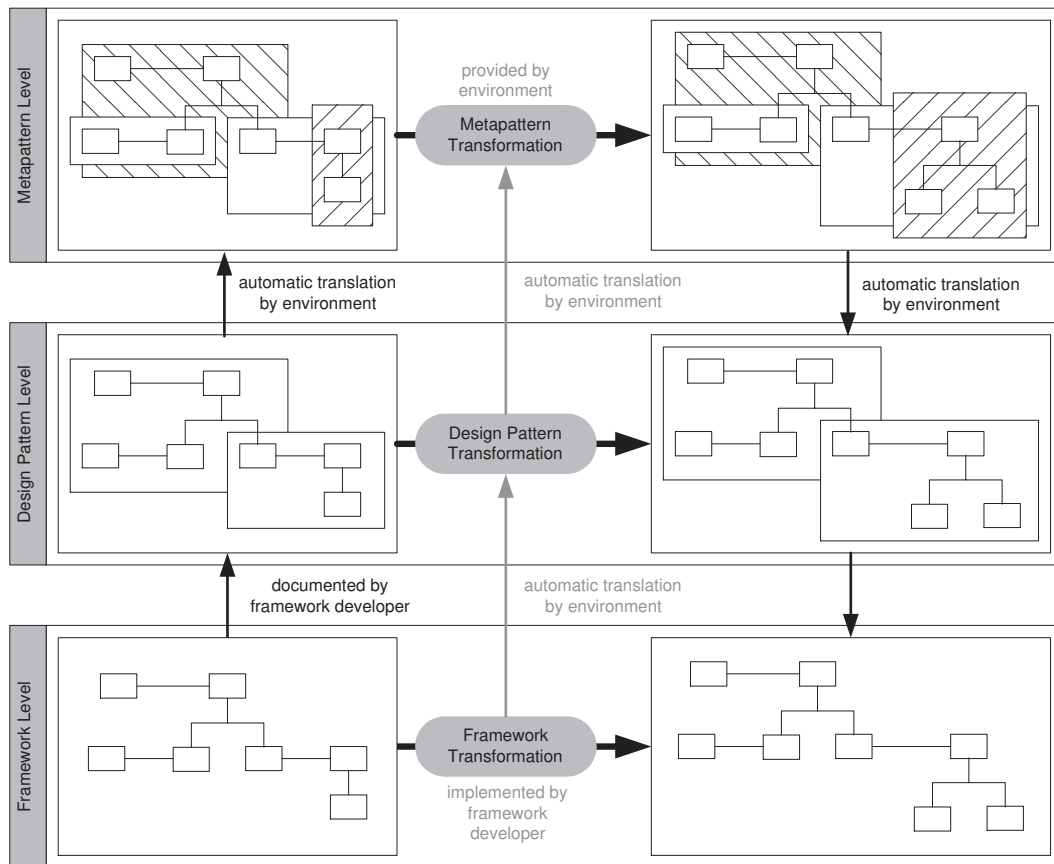 Metapattern Level
provided by
environment
Metapattern
Transformation
automatic translation
by environment
automatic translation
by environment
automatic translation
by environment
Design Pattern Level
Design Pattern
Transformation
documented by
framework developer
automatic translation
by environment
Framework Level
Framework
Transformation
implemented by
framework
developer